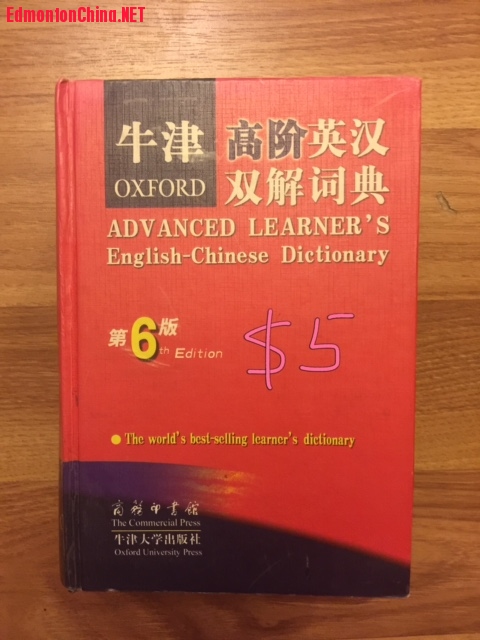 EdmontonChina.NET
牛津 高阶英汉
OXFORD 双解词典
ADVANCED LEARNER'S
English-Chinese Dictionary
第6版
th Edition
$5
The world's best-selling learner's dictionary
商务印书馆
The Commercial Press
牛津大学出版社
Oxford University Press